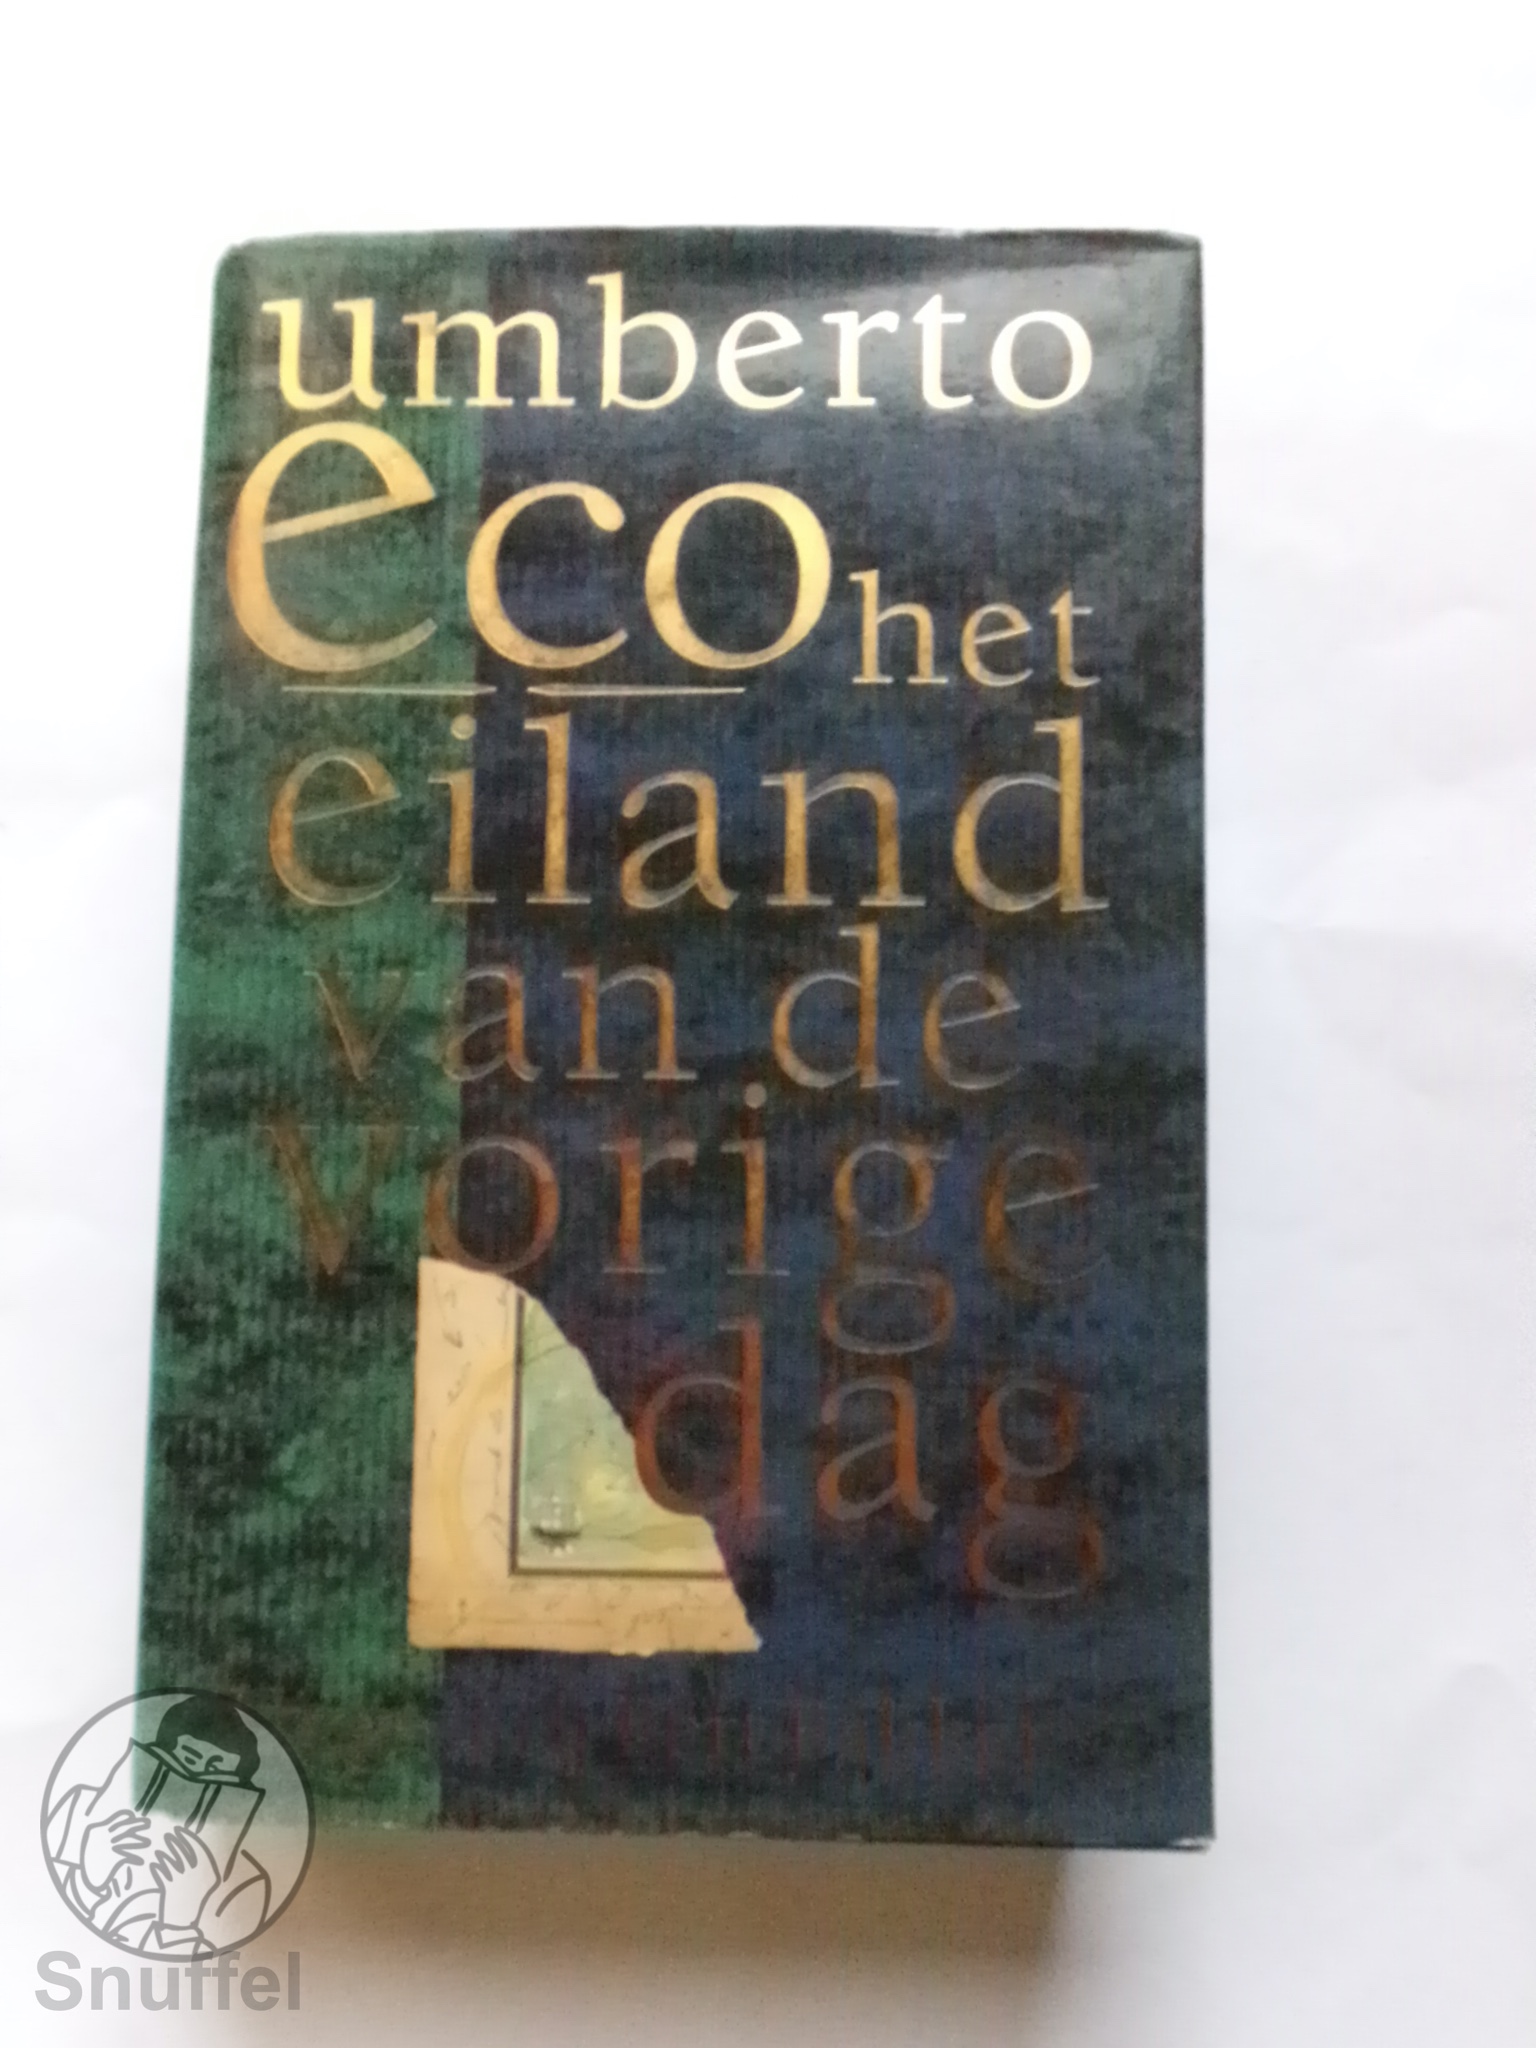 umberto
eco het
eiland
van de
vorige
dag
Snuffel